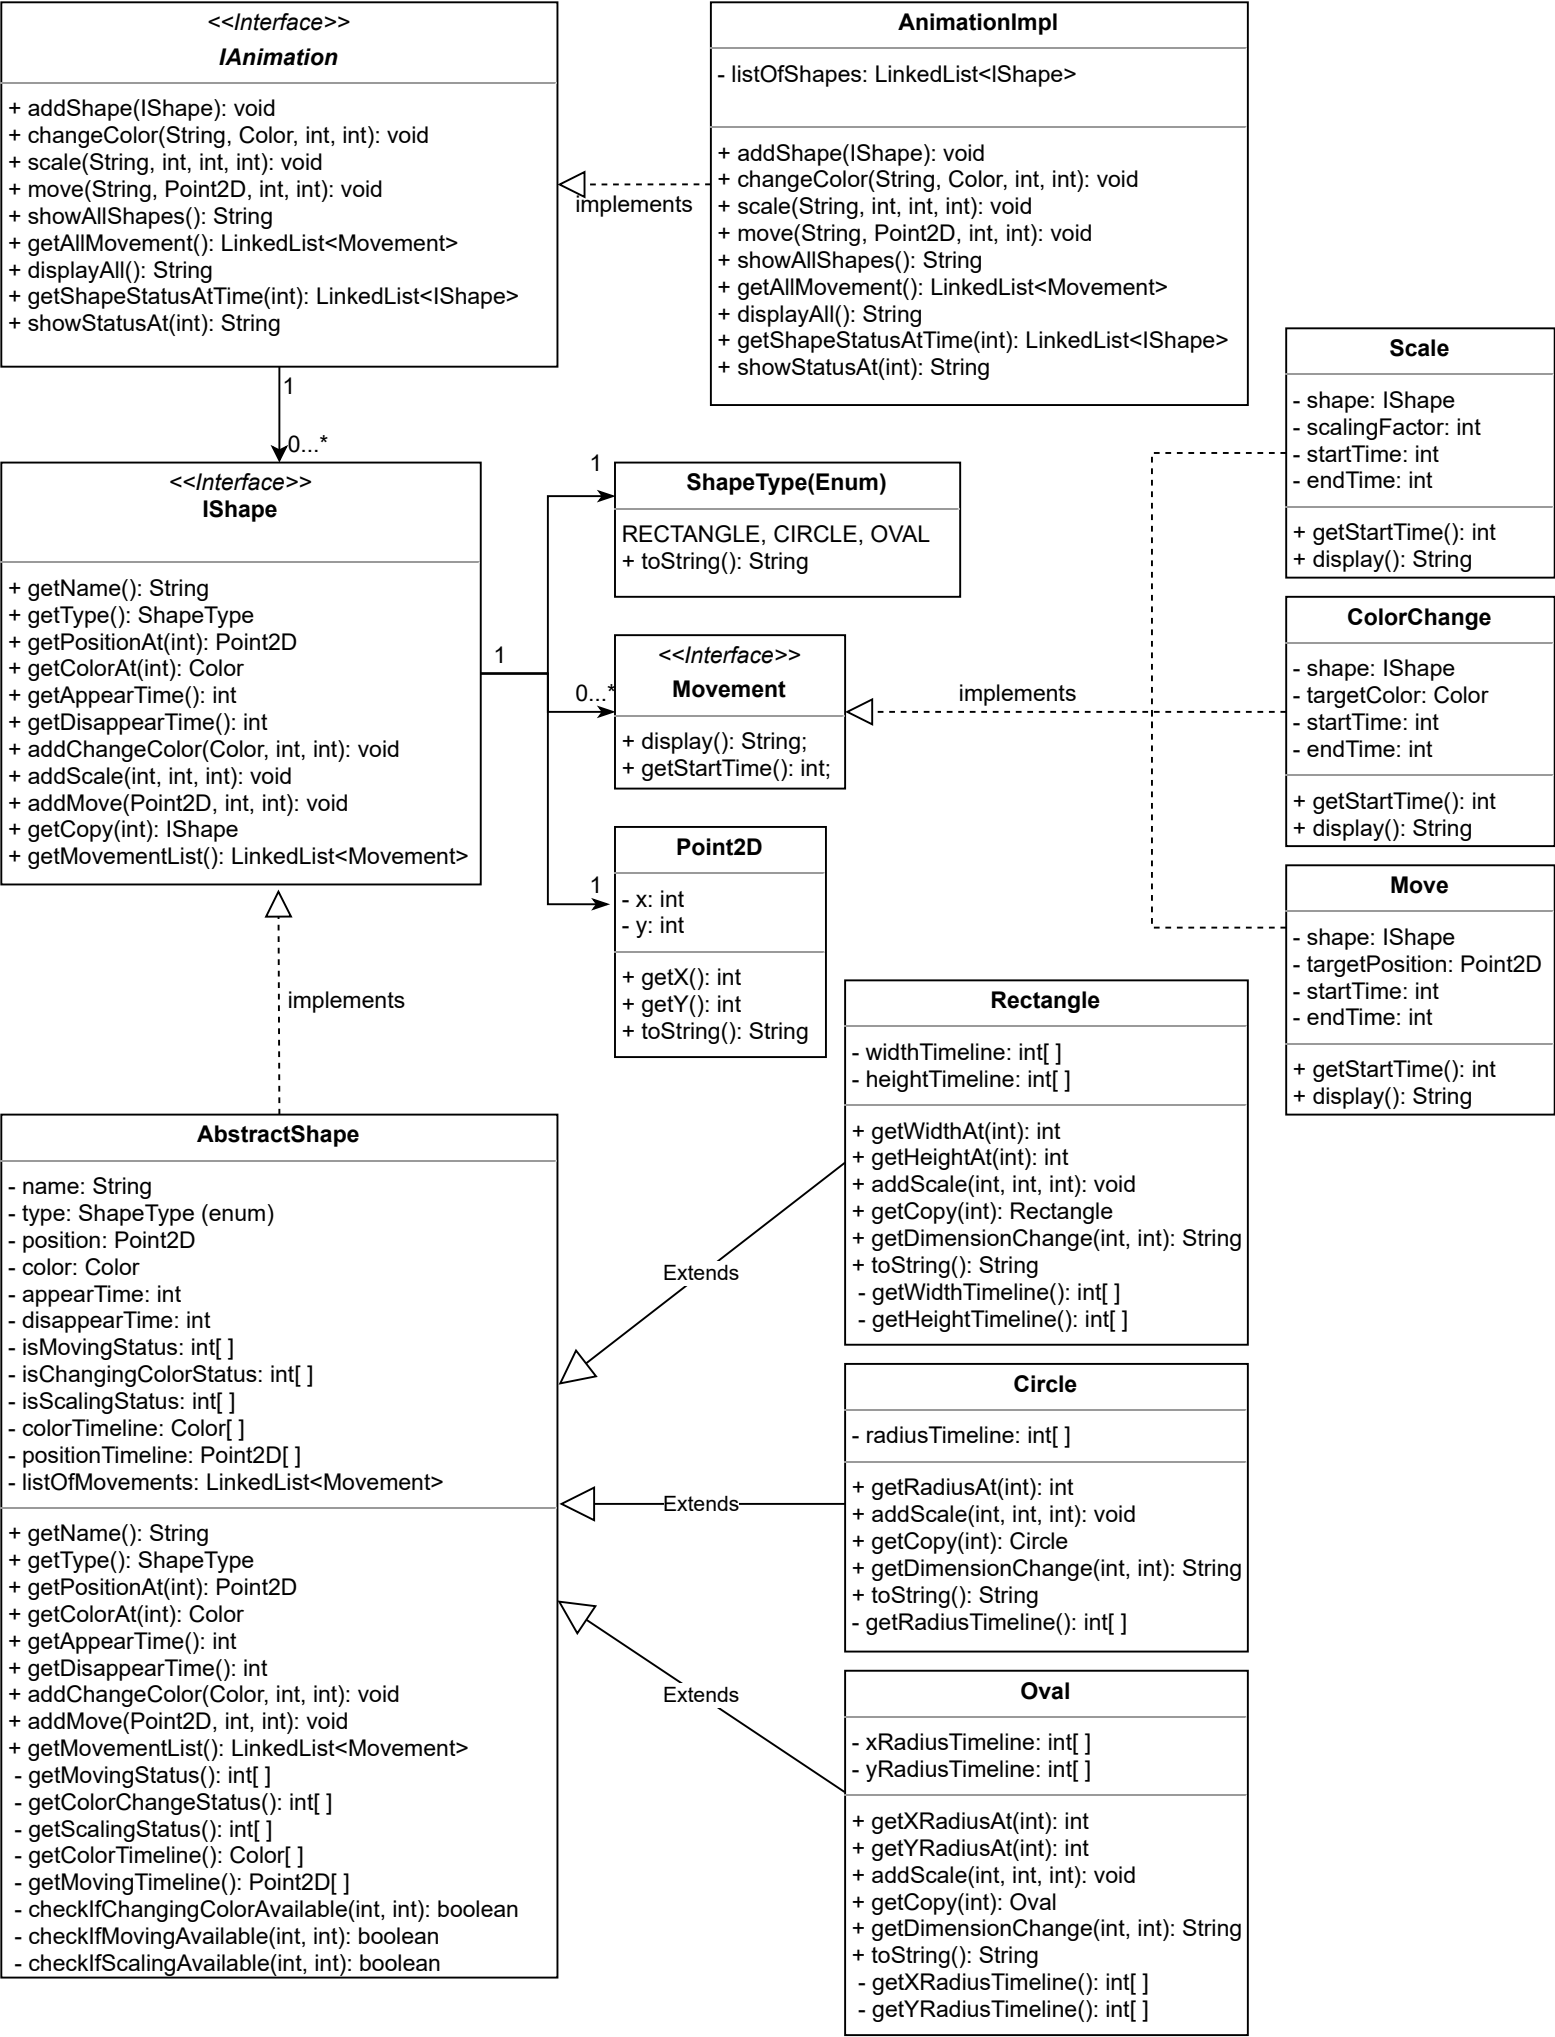 <<Interface>>
IAnimation
+ addShape(IShape): void
+ changeColor(String, Color, int, int): void
+ scale(String, int, int, int): void
+ move(String, Point2D, int, int): void
+ showAllShapes(): String
+ getAllMovement(): LinkedList<Movement>
+ displayAll(): String
+ getShapeStatusAtTime(int): LinkedList<IShape>
+ showStatusAt(int): String
implements
AnimationImpl
- listOfShapes: LinkedList<IShape>
+ addShape(IShape): void
+ changeColor(String, Color, int, int): void
+ scale(String, int, int, int): void
+ move(String, Point2D, int, int): void
+ showAllShapes(): String
+ getAllMovement(): LinkedList<Movement>
+ displayAll(): String
+ getShapeStatusAtTime(int): LinkedList<IShape>
+ showStatusAt(int): String
1
0...*
<<Interface>>
IShape
+ getName(): String
+ getType(): ShapeType
+ getPositionAt(int): Point2D
+ getColorAt(int): Color
+ getAppearTime(): int
+ getDisappearTime(): int
+ addChangeColor(Color, int, int): void
+ addScale(int, int, int): void
+ addMove(Point2D, int, int): void
+ getCopy(int): IShape
+ getMovementList(): LinkedList<Movement>
1
1
0...*
1
ShapeType(Enum)
RECTANGLE, CIRCLE, OVAL
+ toString(): String
<<Interface>>
Movement
+ display(): String;
+ getStartTime(): int;
Point2D
- x: int
- y: int
+ getX(): int
+ getY(): int
+ toString(): String
implements
Scale
- shape: IShape
- scalingFactor: int
- startTime: int
- endTime: int
+ getStartTime(): int
+ display(): String
ColorChange
- shape: IShape
- targetColor: Color
- startTime: int
- endTime: int
+ getStartTime(): int
+ display(): String
Move
- shape: IShape
- targetPosition: Point2D
- startTime: int
- endTime: int
+ getStartTime(): int
+ display(): String
implements
AbstractShape
- name: String
- type: ShapeType (enum)
- position: Point2D
- color: Color
- appearTime: int
- disappearTime: int
- isMovingStatus: int[ ]
- isChangingColorStatus: int[ ]
- isScalingStatus: int[ ]
- colorTimeline: Color[ ]
- positionTimeline: Point2D[ ]
- listOfMovements: LinkedList<Movement>
+ getName(): String
+ getType(): ShapeType
+ getPositionAt(int): Point2D
+ getColorAt(int): Color
+ getAppearTime(): int
+ getDisappearTime(): int
+ addChangeColor(Color, int, int): void
+ addMove(Point2D, int, int): void
+ getMovementList(): LinkedList<Movement>
- getMovingStatus(): int[ ]
- getColorChangeStatus(): int[ ]
- getScalingStatus(): int[ ]
- getColorTimeline(): Color[ ]
- getMovingTimeline(): Point2D[ ]
- checkIfChangingColorAvailable(int, int): boolean
- checkIfMovingAvailable(int, int): boolean
- checkIfScalingAvailable(int, int): boolean
Extends
Extends
Extends
Rectangle
- widthTimeline: int[ ]
- heightTimeline: int[ ]
+ getWidthAt(int): int
+ getHeightAt(int): int
+ addScale(int, int, int): void
+ getCopy(int): Rectangle
+ getDimensionChange(int, int): String
+ toString(): String
- getWidthTimeline(): int[ ]
- getHeightTimeline(): int[ ]
Circle
- radiusTimeline: int[ ]
+ getRadiusAt(int): int
+ addScale(int, int, int): void
+ getCopy(int): Circle
+ getDimensionChange(int, int): String
+ toString(): String
- getRadiusTimeline(): int[ ]
Oval
- xRadiusTimeline: int[ ]
- yRadiusTimeline: int[ ]
+ getXRadiusAt(int): int
+ getYRadiusAt(int): int
+ addScale(int, int, int): void
+ getCopy(int): Oval
+ getDimensionChange(int, int): String
+ toString(): String
- getXRadiusTimeline(): int[ ]
- getYRadiusTimeline(): int[ ]